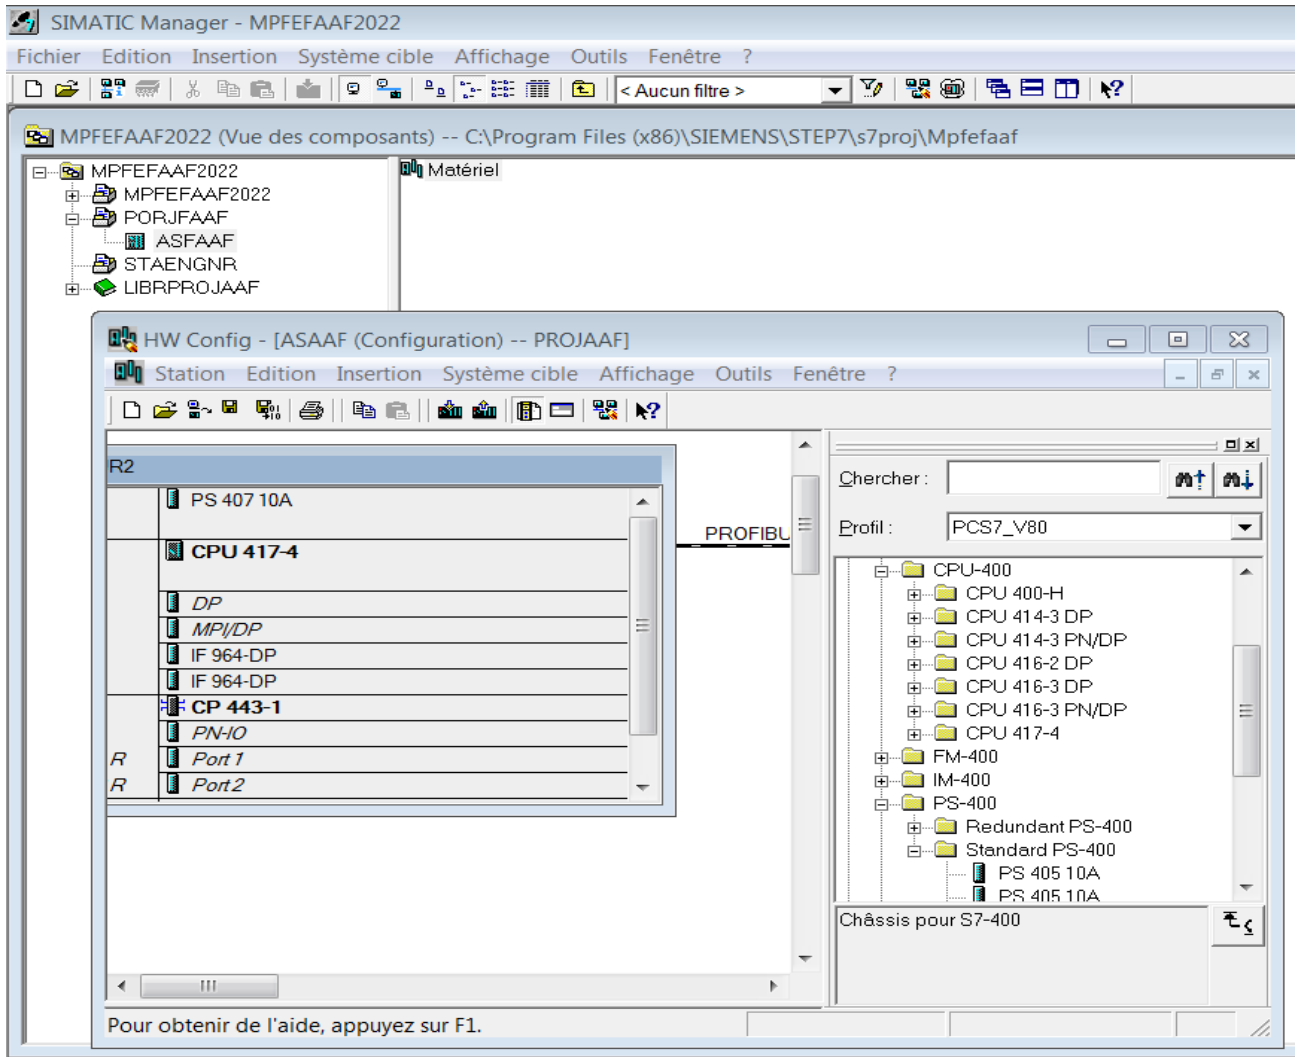 SIMATIC Manager - MPFEFAAF2022
Fichier Edition Insertion Système cible Affichage Outils Fenêtre ?
< Aucun filtre >
MPFEFAAF2022 (Vue des composants) -- C:\Program Files (x86)\SIEMENS\STEP7\s7proj\Mpfefaaf
MPFEFAAF2022
MPFEFAAF2022
PORJFAAF
ASFAAF
STAENGNR
LIBRPROJAAF
Matériel
HW Config - [ASAAF (Configuration) -- PROJAAF]
Station Edition Insertion Système cible Affichage Outils Fenêtre ?
R2
PS 407 10A
CPU 417-4
DP
MPI/DP
IF 964-DP
IF 964-DP
CP 443-1
PN-IO
R Port 1
R Port 2
PROFIBU
Chercher :
Profil : PCS7_V80
CPU-400
CPU 400-H
CPU 414-3 DP
CPU 414-3 PN/DP
CPU 416-2 DP
CPU 416-3 DP
CPU 416-3 PN/DP
CPU 417-4
FM-400
IM-400
PS-400
Redundant PS-400
Standard PS-400
PS 405 10A
PS 405 10A
Châssis pour S7-400
Pour obtenir de l'aide, appuyez sur F1.